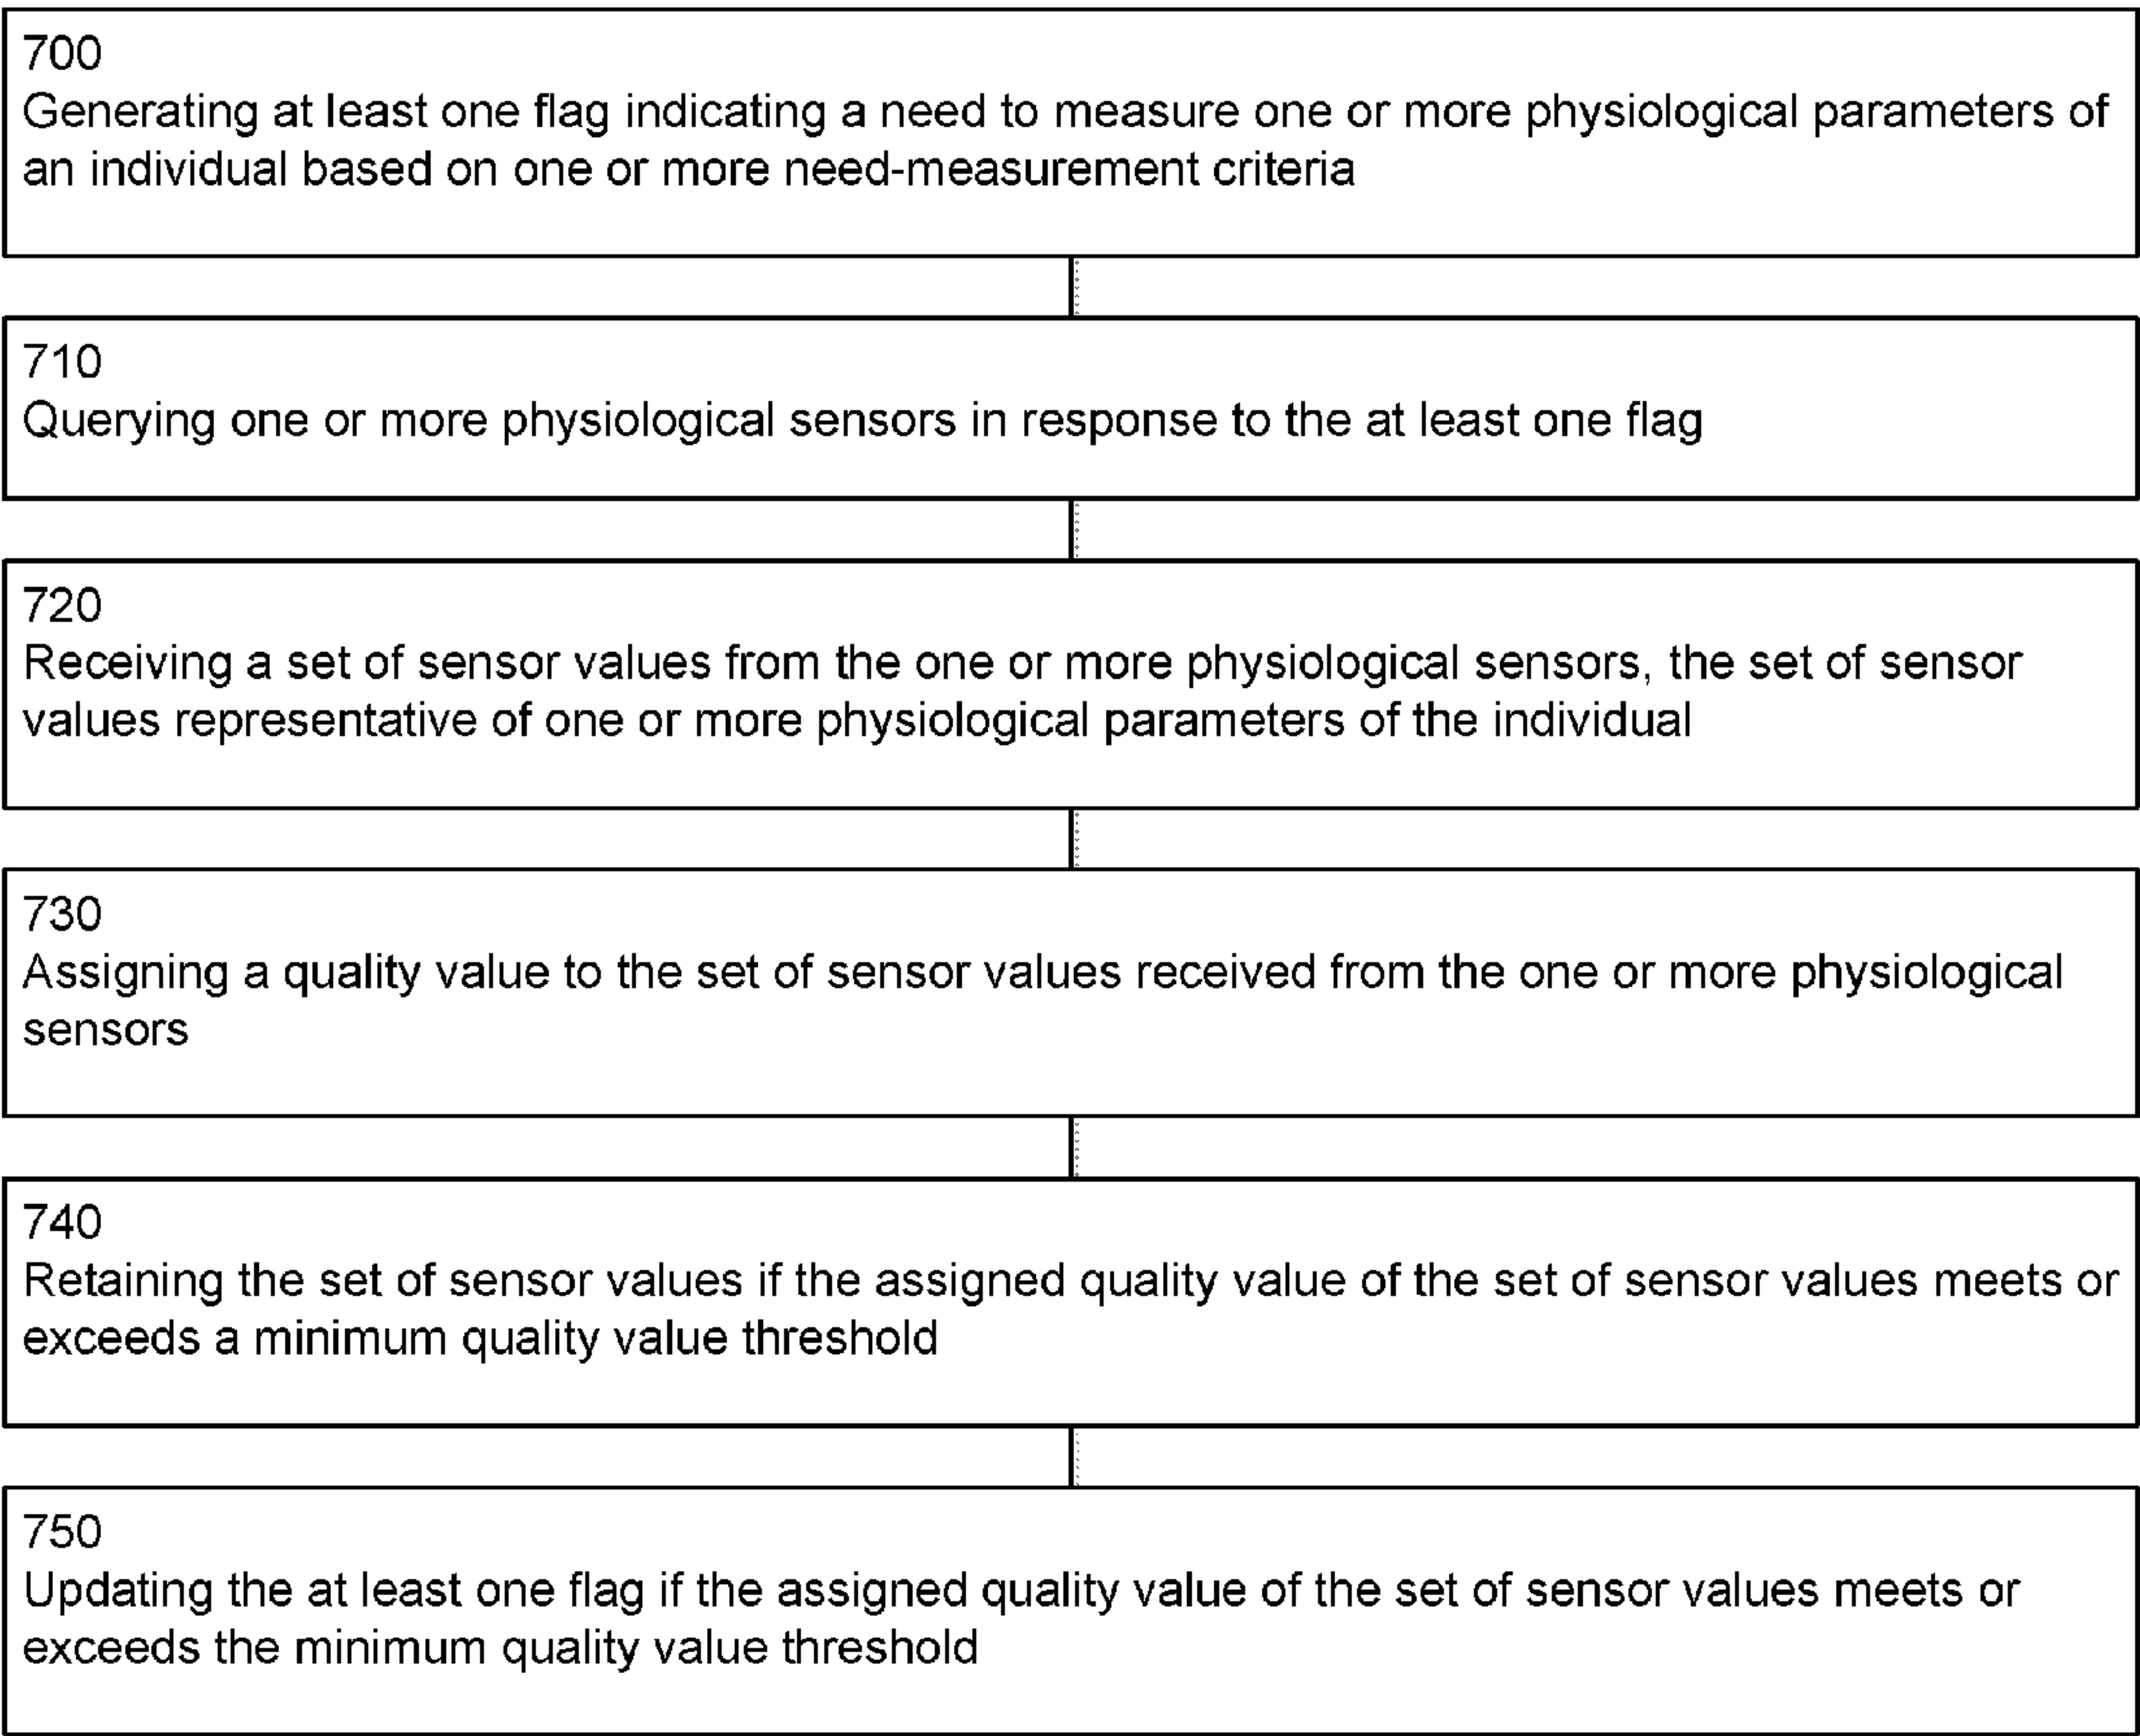 700
Generating at least one flag indicating a need to measure one or more physiological parameters of
an individual based on one or more need-measurement criteria
710
Querying one or more physiological sensors in response to the at least one flag
720
Receiving a set of sensor values from the one or more physiological sensors, the set of sensor
values representative of one or more physiological parameters of the individual
730
Assigning a quality value to the set of sensor values received from the one or more physiological
sensors
740
Retaining the set of sensor values if the assigned quality value of the set of sensor values meets or
exceeds a minimum quality value threshold
750
Updating the at least one flag if the assigned quality value of the set of sensor values meets or
exceeds the minimum quality value threshold